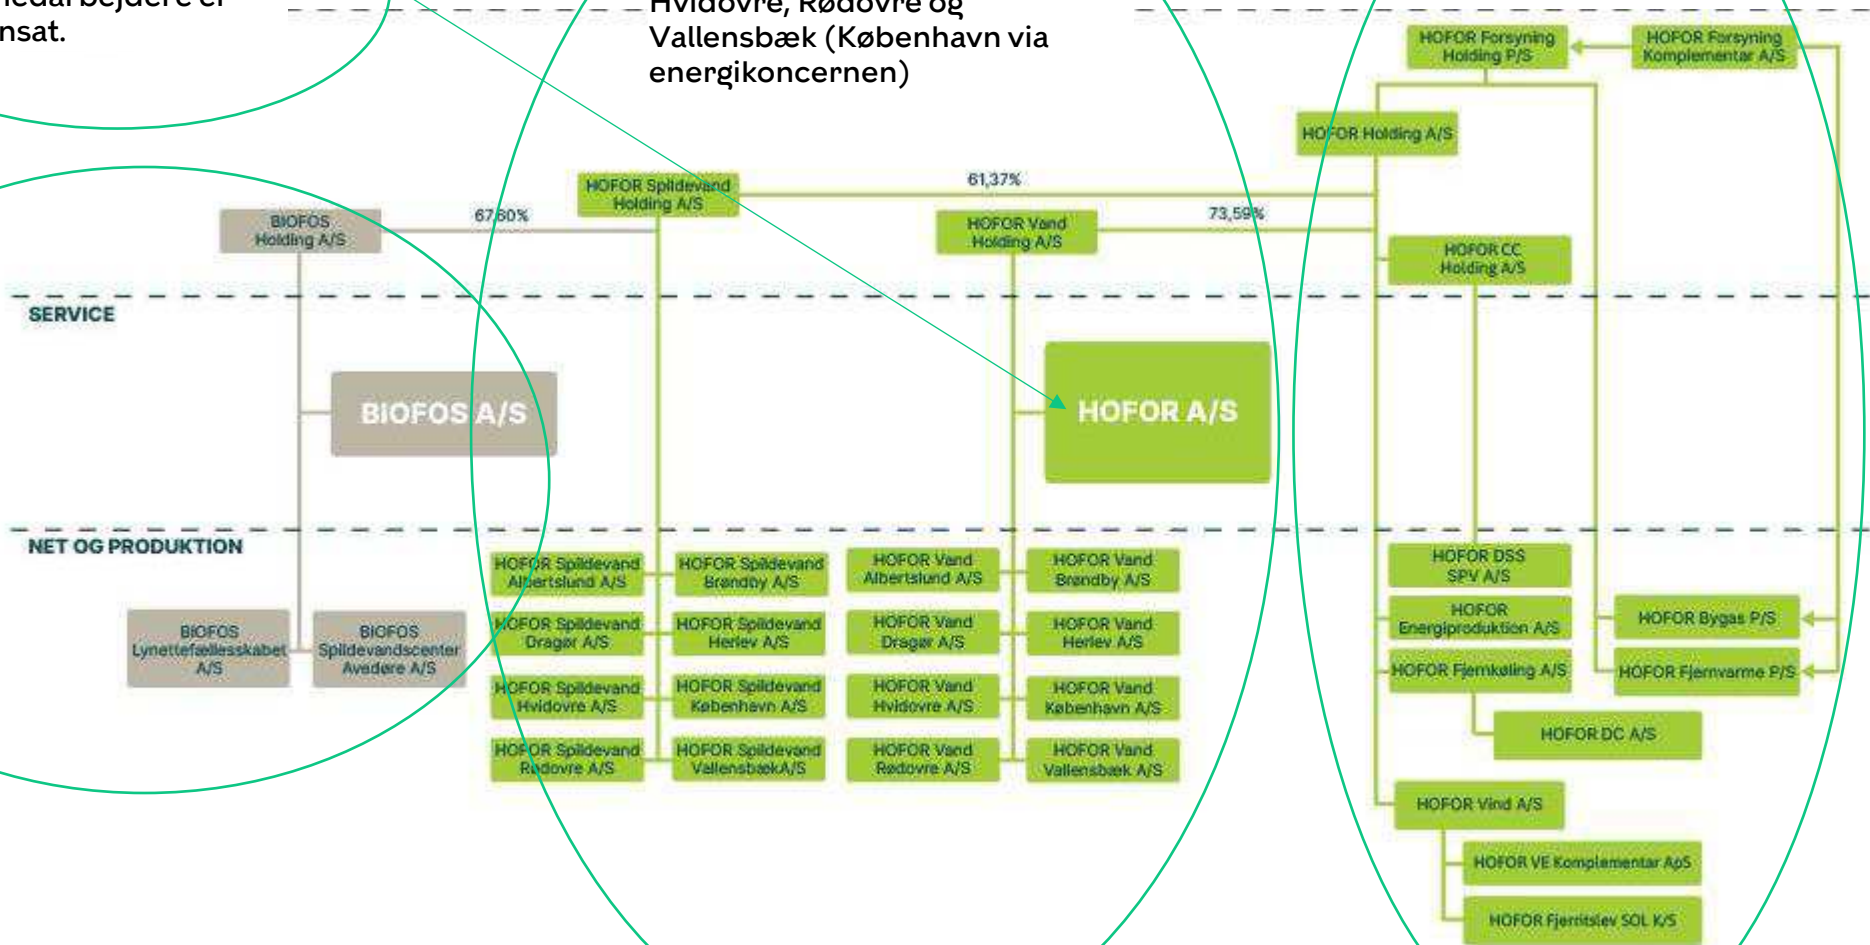 nsat.
Hvidovre, Rødovre og
Vallensbæk (København via
energikoncernen)
HOFOR Forsyning
Holding P/S
HOFOR Forsyning
Komplementar A/S
HOFOR Holding A/S
HOFOR Spildevand
Holding A/S
61,37%
BIOFOS
Holding A/S
67,60%
HOFOR Vand
Holding A/S
73,59%
HOFOR CC
Holding A/S
SERVICE
BIOFOS A/S
HOFOR A/S
NET OG PRODUKTION
BIOFOS
Lynettefællesskabet
A/S
BIOFOS
Spildevandscenter
Avedøre A/S
HOFOR Spildevand
Albertslund A/S
HOFOR Spildevand
Brøndby A/S
HOFOR Spildevand
Dragør A/S
HOFOR Spildevand
Herlev A/S
HOFOR Spildevand
Hvidovre A/S
HOFOR Spildevand
København A/S
HOFOR Spildevand
Rødovre A/S
HOFOR Spildevand
VallensbækA/S
HOFOR Vand
Albertslund A/S
HOFOR Vand
Brøndby A/S
HOFOR Vand
Dragør A/S
HOFOR Vand
Herlev A/S
HOFOR Vand
Hvidovre A/S
HOFOR Vand
København A/S
HOFOR Vand
Rødovre A/S
HOFOR Vand
Vallensbæk A/S
HOFOR DSS
SPV A/S
HOFOR
Energiproduktion A/S
HOFOR Fjernkøling A/S
HOFOR DC A/S
HOFOR Bygas P/S
HOFOR Fjernvarme P/S
HOFOR Vind A/S
HOFOR VE Komplementar ApS
HOFOR Fjerritslev SOL K/S